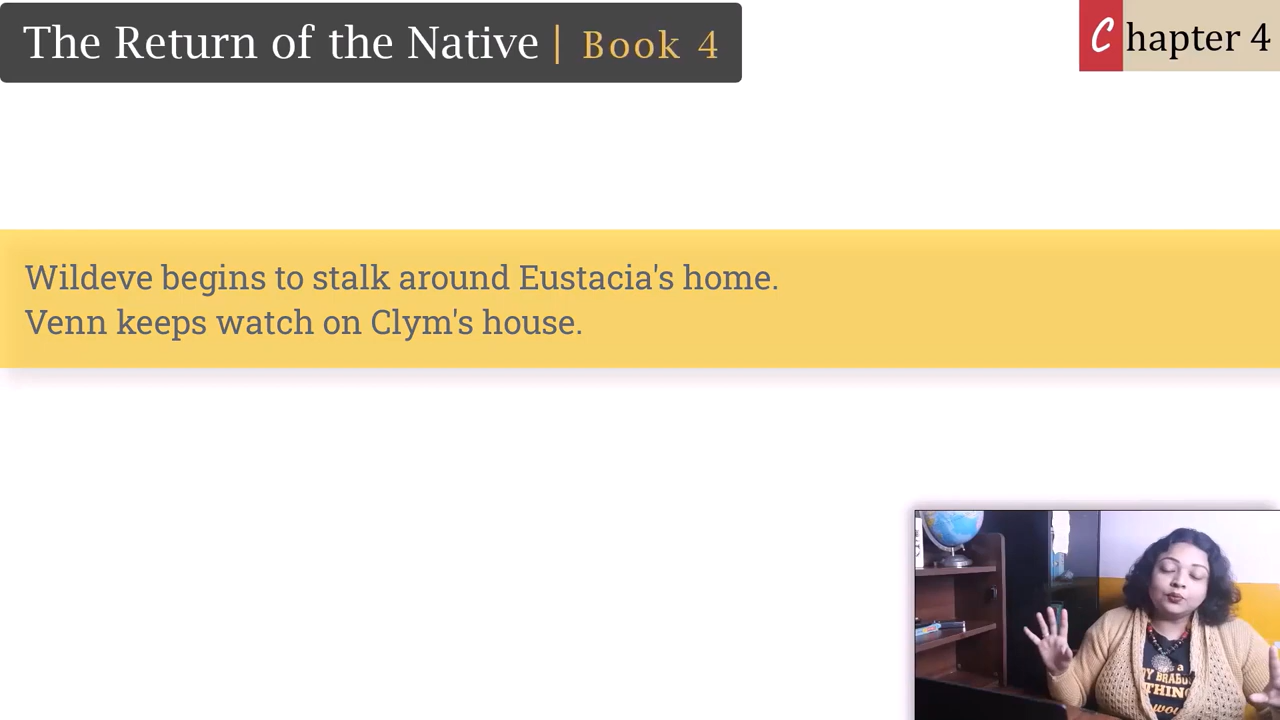 The Return of the Native | Book 4
Chapter 4
Wildeve begins to stalk around Eustacia's home.
Venn keeps watch on Clym's house.
THING